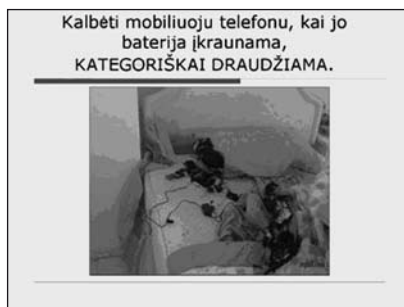 Kalbėti mobiliuoju telefonu, kai jo
baterija įkraunama,
KATEGORIŠKAI DRAUDŽIAMA.